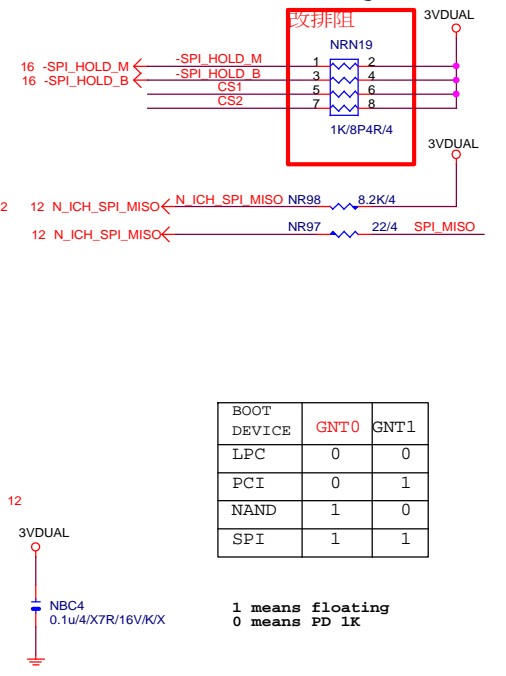 改排阻
3VDUAL
NRN19
16 -SPI_HOLD_M
-SPI_HOLD_M
1
2
16 -SPI_HOLD_B
-SPI_HOLD_B
3
4
CS1
5
6
CS2
7
8
1K/8P4R/4
3VDUAL
2
12 N_ICH_SPI_MISO
N_ICH_SPI_MISO
NR98
8.2K/4
12 N_ICH_SPI_MISO
NR97
22/4
SPI_MISO
BOOT
DEVICE GNT0 GNT1
LPC 0 0
PCI 0 1
NAND 1 0
SPI 1 1
12
3VDUAL
NBC4
0.1u/4/X7R/16V/K/X
1 means floating
0 means PD 1K